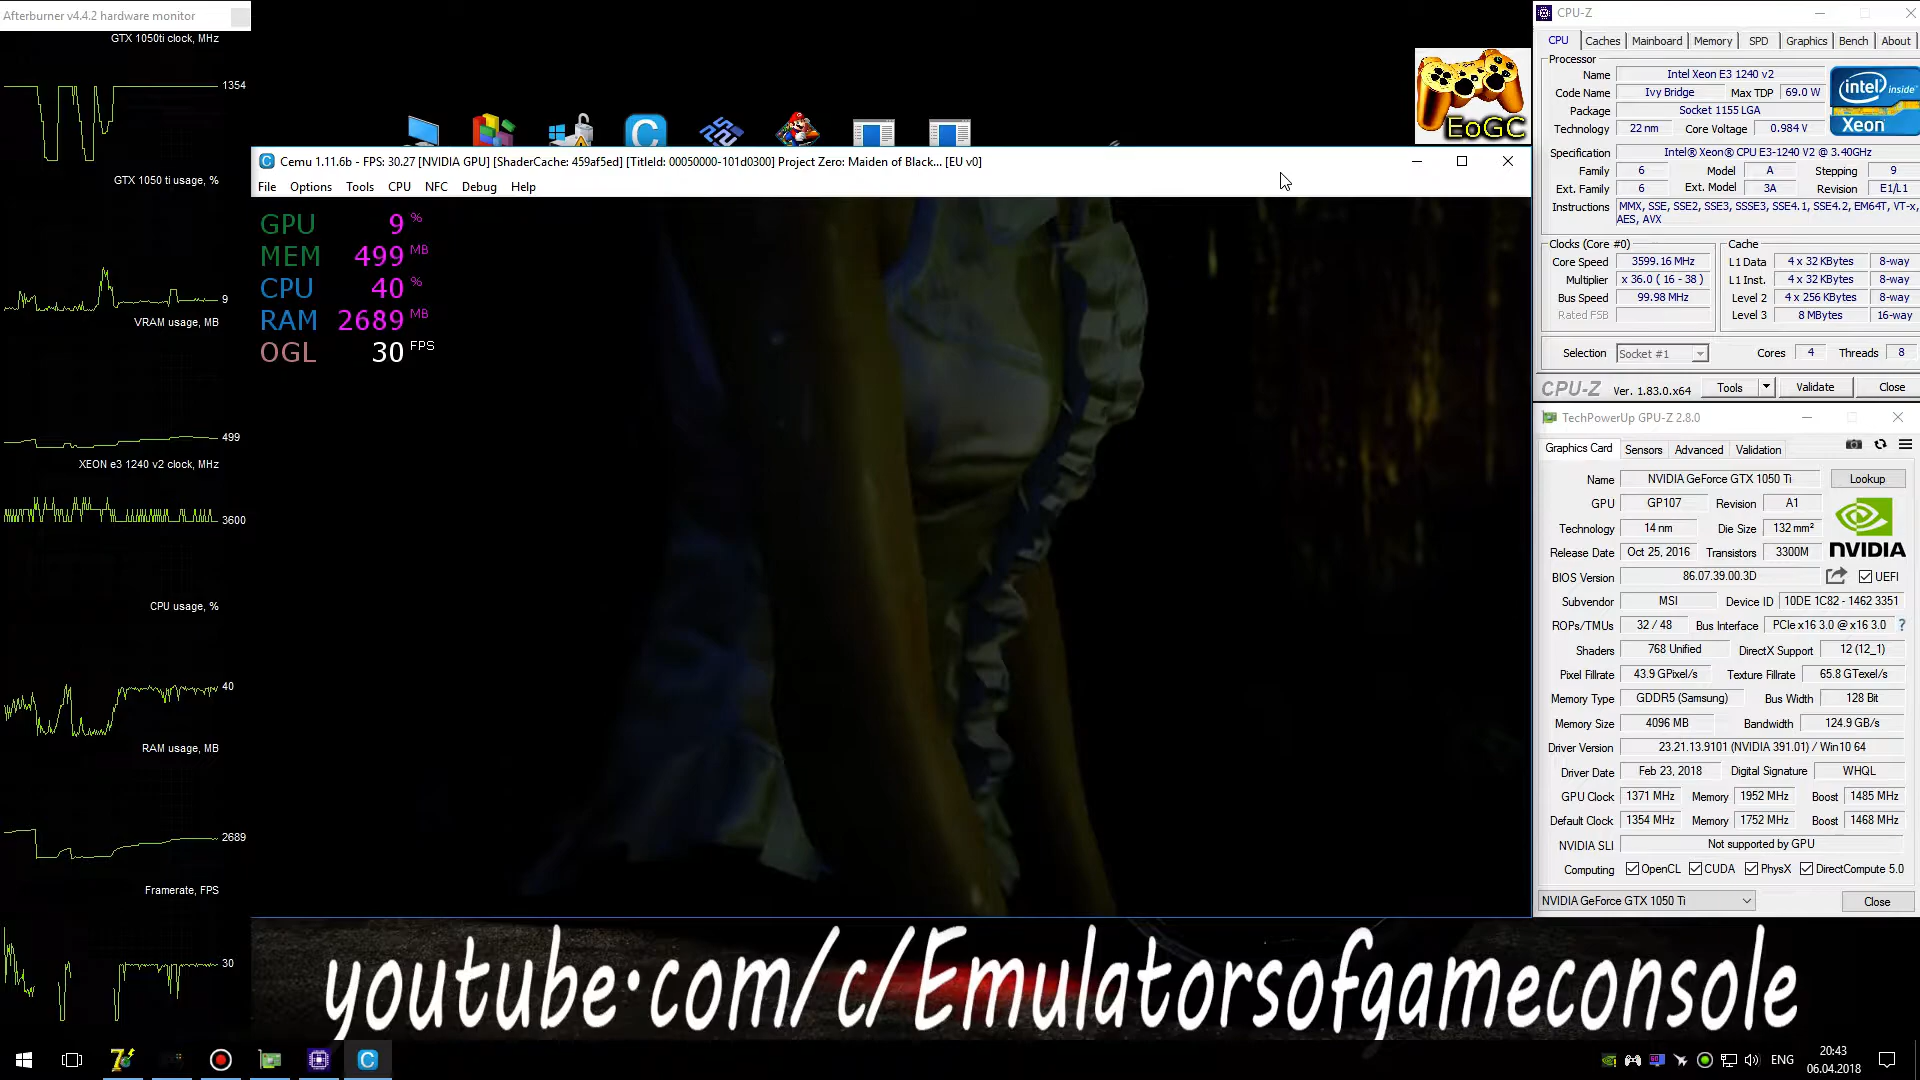 Afterburner v4.4.2 hardware monitor
GTX 1050ti clock, MHz
1354
GTX 1050 ti usage, %
9
VRAM usage, MB
499
XEON e3 1240 v2 clock, MHz
3600
CPU usage, %
40
RAM usage, MB
2689
Framerate, FPS
30
EoGC
Cemu 1.11.6b - FPS: 30.27 [NVIDIA GPU] [ShaderCache: 459af5ed] [TitleId: 00050000-101d0300] Project Zero: Maiden of Black... [EU v0]
File Options Tools CPU NFC Debug Help
GPU 9 %
MEM 499 MB
CPU 40 %
RAM 2689 MB
OGL 30 FPS
CPU-Z
CPU Caches Mainboard Memory SPD Graphics Bench About
Processor
Name Intel Xeon E3 1240 v2
Code Name Ivy Bridge Max TDP 69.0 W
Package Socket 1155 LGA
Technology 22 nm Core Voltage 0.984 V
intel inside
Xeon
Specification Intel® Xeon® CPU E3-1240 V2 @ 3.40GHz
Family 6 Model A Stepping 9
Ext. Family 6 Ext. Model 3A Revision E1/L1
Instructions MMX, SSE, SSE2, SSE3, SSSE3, SSE4.1, SSE4.2, EM64T, VT-x,
AES, AVX
Clocks (Core #0) Cache
Core Speed 3599.16 MHz L1 Data 4 x 32 KBytes 8-way
Multiplier x 36.0 ( 16 - 38 ) L1 Inst. 4 x 32 KBytes 8-way
Bus Speed 99.98 MHz Level 2 4 x 256 KBytes 8-way
Rated FSB Level 3 8 MBytes 16-way
Selection Socket #1 Cores 4 Threads 8
CPU-Z Ver. 1.83.0.x64 Tools Validate Close
TechPowerUp GPU-Z 2.8.0
Graphics Card Sensors Advanced Validation
Name NVIDIA GeForce GTX 1050 Ti Lookup
GPU GP107 Revision A1
Technology 14 nm Die Size 132 mm²
Release Date Oct 25, 2016 Transistors 3300M
NVIDIA
BIOS Version 86.07.39.00.3D UEFI
Subvendor MSI Device ID 10DE 1C82 - 1462 3351
ROPs/TMUs 32 / 48 Bus Interface PCIe x16 3.0 @ x16 3.0 ?
Shaders 768 Unified DirectX Support 12 (12_1)
Pixel Fillrate 43.9 GPixel/s Texture Fillrate 65.8 GTexel/s
Memory Type GDDR5 (Samsung) Bus Width 128 Bit
Memory Size 4096 MB Bandwidth 124.9 GB/s
Driver Version 23.21.13.9101 (NVIDIA 391.01) / Win10 64
Driver Date Feb 23, 2018 Digital Signature WHQL
GPU Clock 1371 MHz Memory 1952 MHz Boost 1485 MHz
Default Clock 1354 MHz Memory 1752 MHz Boost 1468 MHz
NVIDIA SLI Not supported by GPU
Computing OpenCL CUDA PhysX DirectCompute 5.0
NVIDIA GeForce GTX 1050 Ti Close
youtube.com/c/Emulatorsofgameconsole
ENG
20:43
06.04.2018